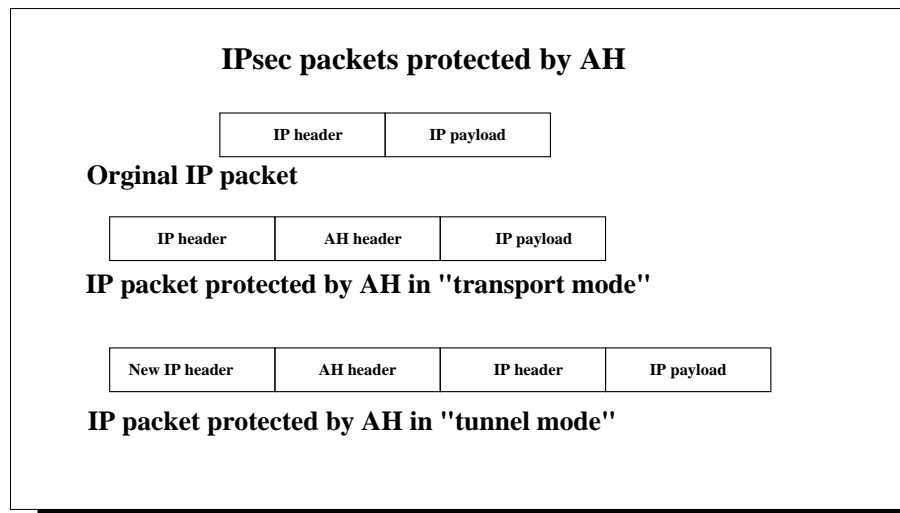 IPsec packets protected by AH
IP header IP payload
Orginal IP packet
IP header AH header IP payload
IP packet protected by AH in "transport mode"
New IP header AH header IP header IP payload
IP packet protected by AH in "tunnel mode"